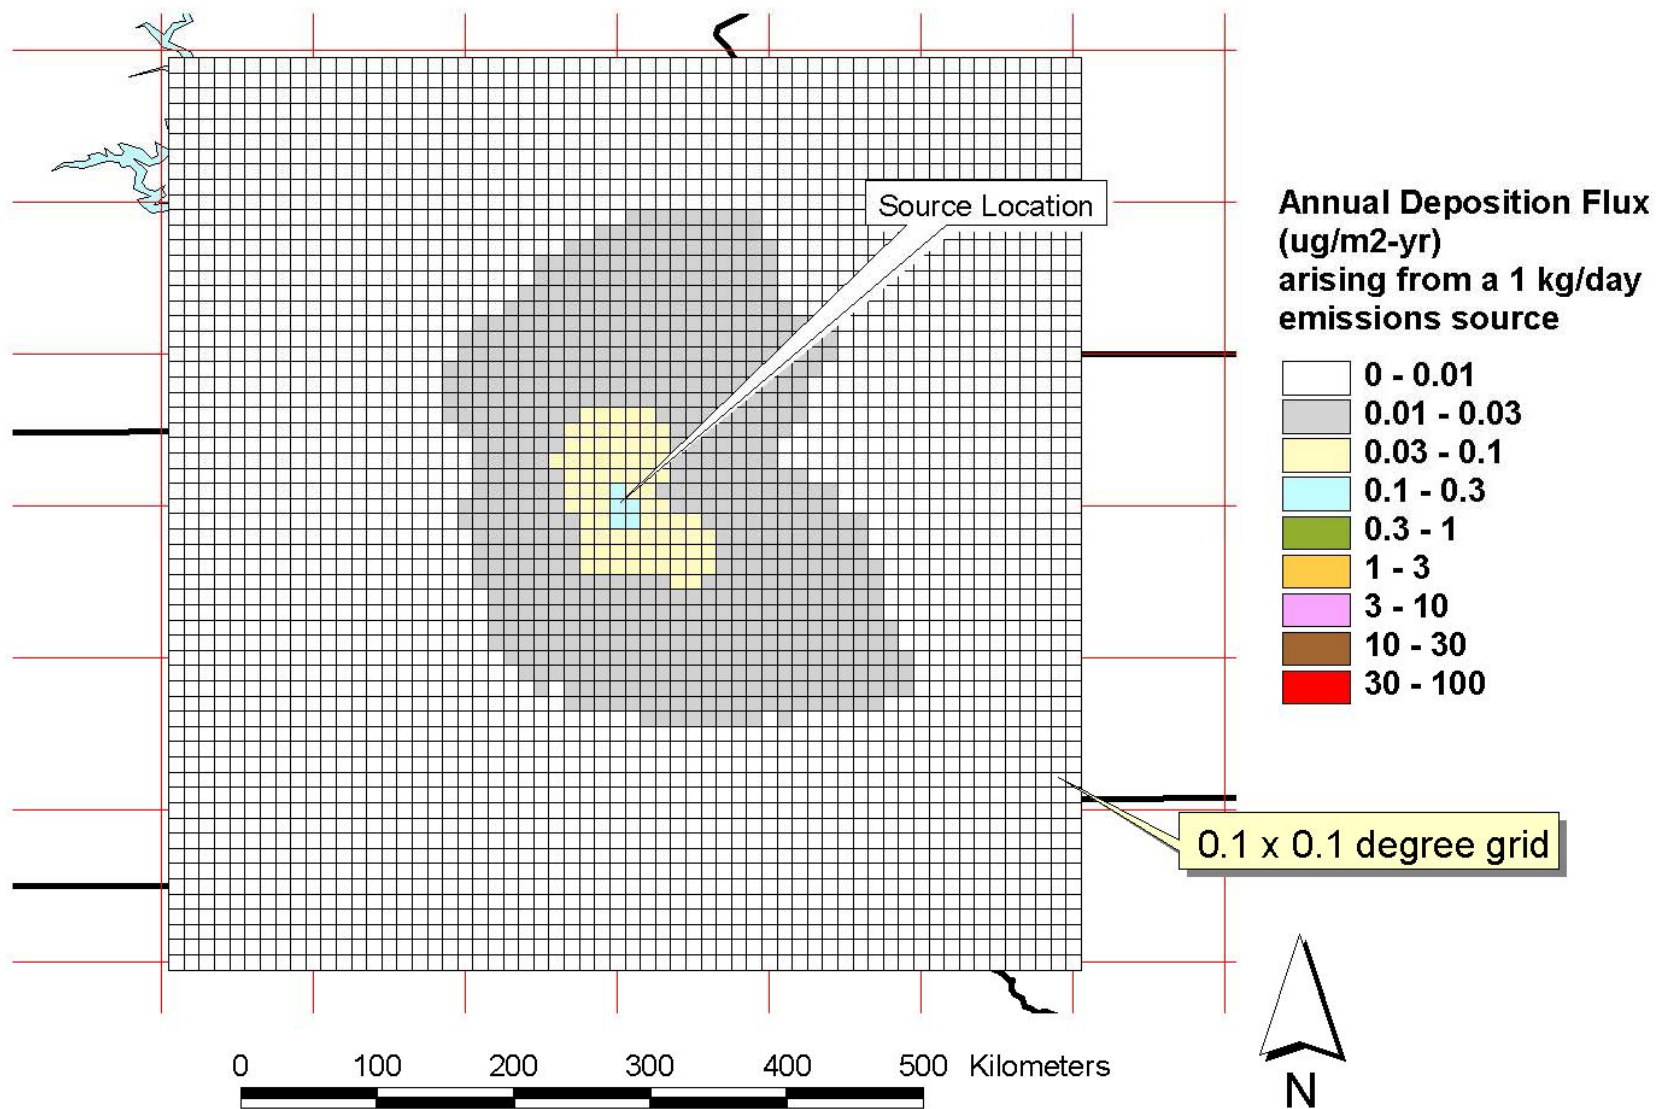 Source Location
Annual Deposition Flux
(ug/m2-yr)
arising from a 1 kg/day
emissions source
0 - 0.01
0.01 - 0.03
0.03 - 0.1
0.1 - 0.3
0.3 - 1
1 - 3
3 - 10
10 - 30
30 - 100
0.1 x 0.1 degree grid
0 100 200 300 400 500 Kilometers
N